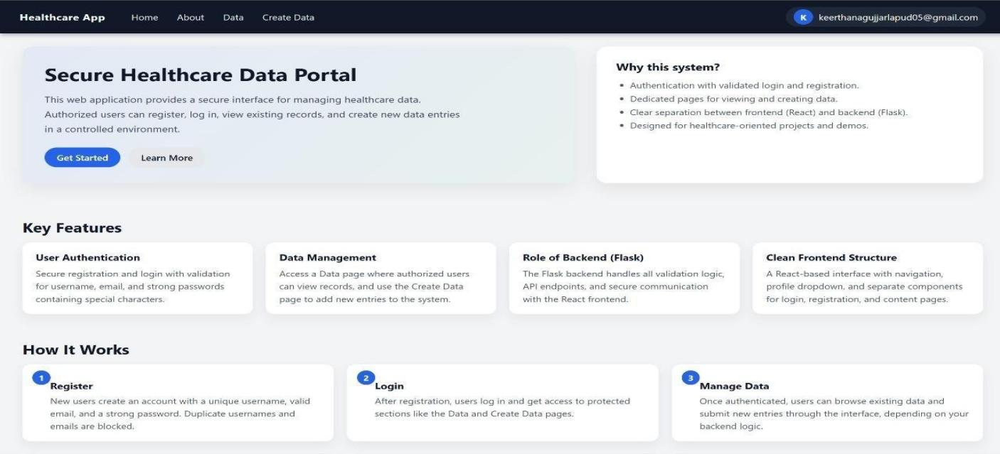 Healthcare App Home About Data Create Data K keerthanagujjarlapud05@gmail.com
Secure Healthcare Data Portal
This web application provides a secure interface for managing healthcare data.
Authorized users can register, log in, view existing records, and create new data entries
in a controlled environment.
Get Started Learn More
Why this system?
• Authentication with validated login and registration.
• Dedicated pages for viewing and creating data.
• Clear separation between frontend (React) and backend (Flask).
• Designed for healthcare-oriented projects and demos.
Key Features
User Authentication
Secure registration and login with validation
for username, email, and strong passwords
containing special characters.
Data Management
Access a Data page where authorized users
can view records, and use the Create Data
page to add new entries to the system.
Role of Backend (Flask)
The Flask backend handles all validation logic,
API endpoints, and secure communication
with the React frontend.
Clean Frontend Structure
A React-based interface with navigation,
profile dropdown, and separate components
for login, registration, and content pages.
How It Works
1
Register
New users create an account with a unique username, valid
email, and a strong password. Duplicate usernames and
emails are blocked.
2
Login
After registration, users log in and get access to protected
sections like the Data and Create Data pages.
3
Manage Data
Once authenticated, users can browse existing data and
submit new entries through the interface, depending on your
backend logic.